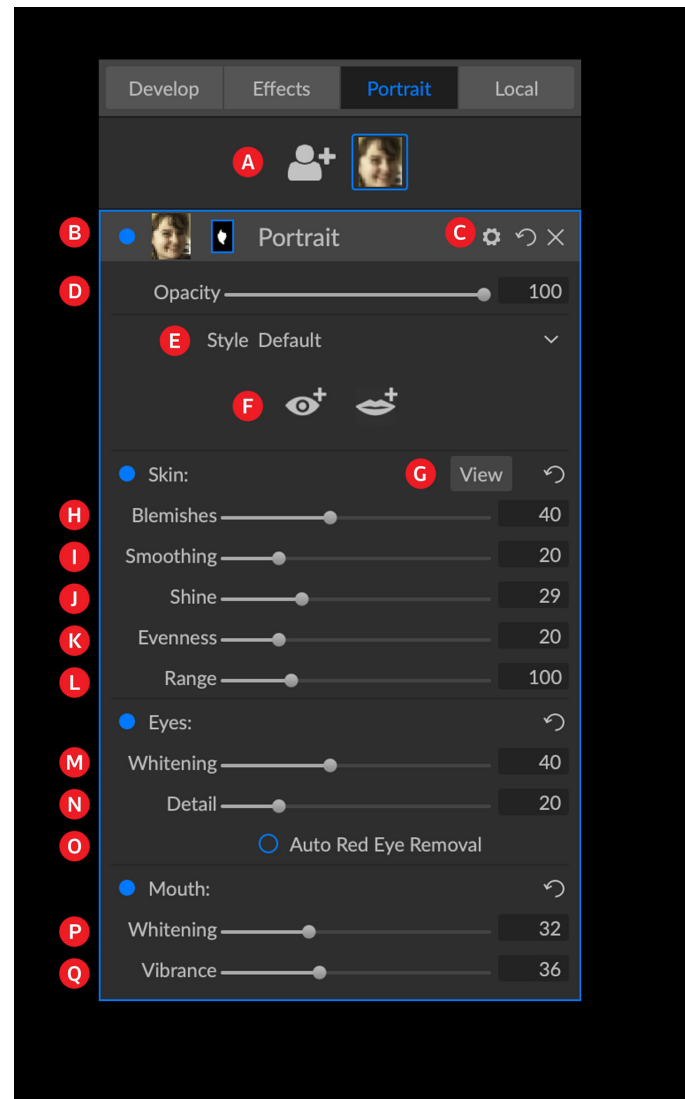 Develop Effects Portrait Local
A
B Portrait C
D Opacity 100
E Style Default
F
Skin: G View
H Blemishes 40
I Smoothing 20
J Shine 29
K Evenness 20
L Range 100
Eyes:
M Whitening 40
N Detail 20
O Auto Red Eye Removal
Mouth:
P Whitening 32
Q Vibrance 36